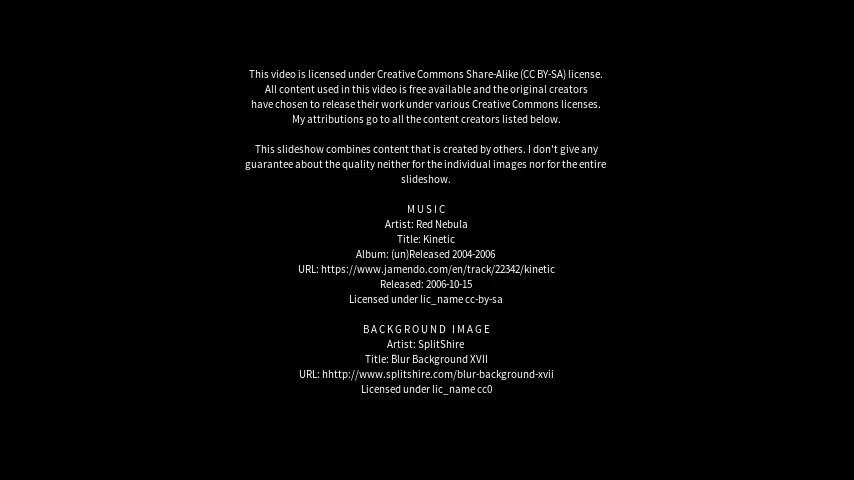 This video is licensed under Creative Commons Share-Alike (CC BY-SA) license.
All content used in this video is free available and the original creators
have chosen to release their work under various Creative Commons licenses.
My attributions go to all the content creators listed below.
This slideshow combines content that is created by others. I don't give any
guarantee about the quality neither for the individual images nor for the entire
slideshow.
MUSIC
Artist: Red Nebula
Title: Kinetic
Album: (un)Released 2004-2006
URL: https://www.jamendo.com/en/track/22342/kinetic
Released: 2006-10-15
Licensed under lic_name cc-by-sa
BACKGROUND IMAGE
Artist: SplitShire
Title: Blur Background XVII
URL: hhttp://www.splitshire.com/blur-background-xvii
Licensed under lic_name cc0